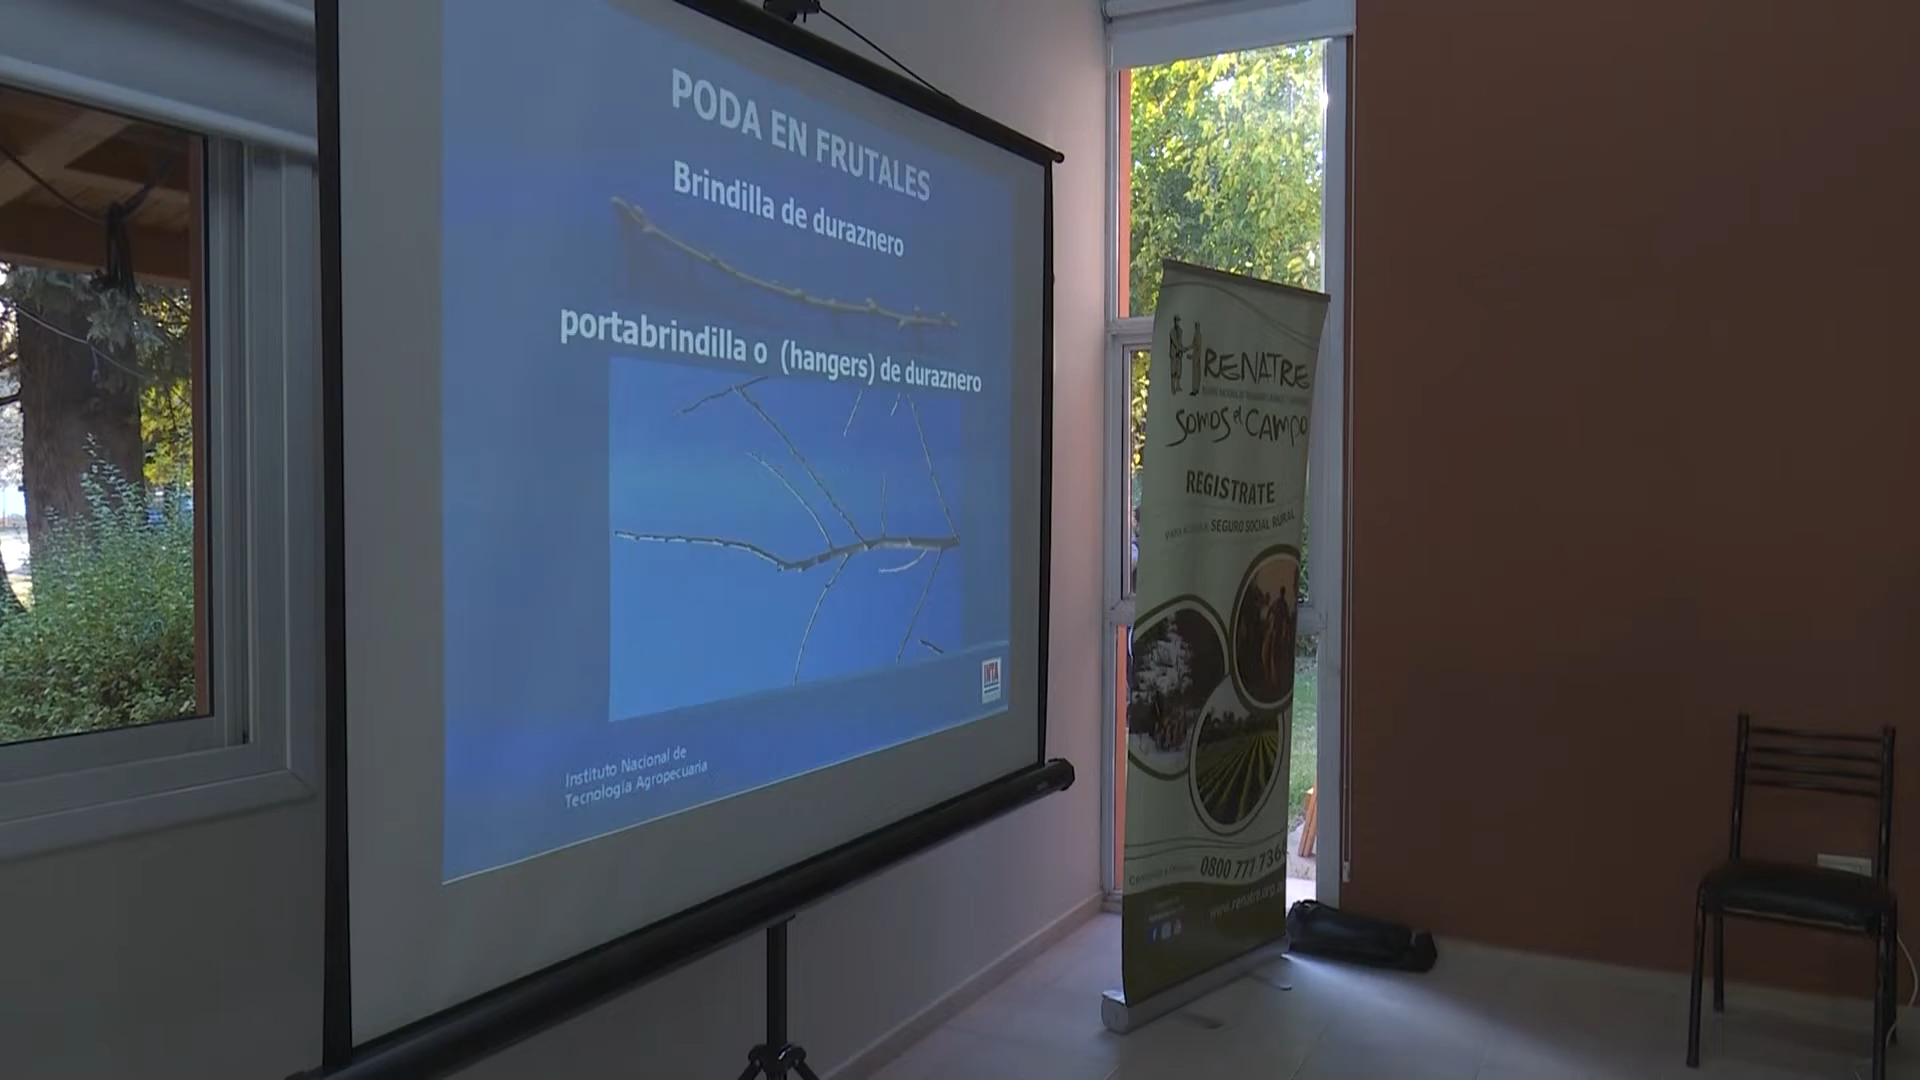 PODA EN FRUTALES
Brindilla de duraznero
portabrindilla o (hangers) de duraznero
INTA
Instituto Nacional de
Tecnología Agropecuaria
RENATRE
SOMOS el CAMPO
REGISTRATE
SEGURO SOCIAL RURAL
0800 777 736
www.renatre.org.ar